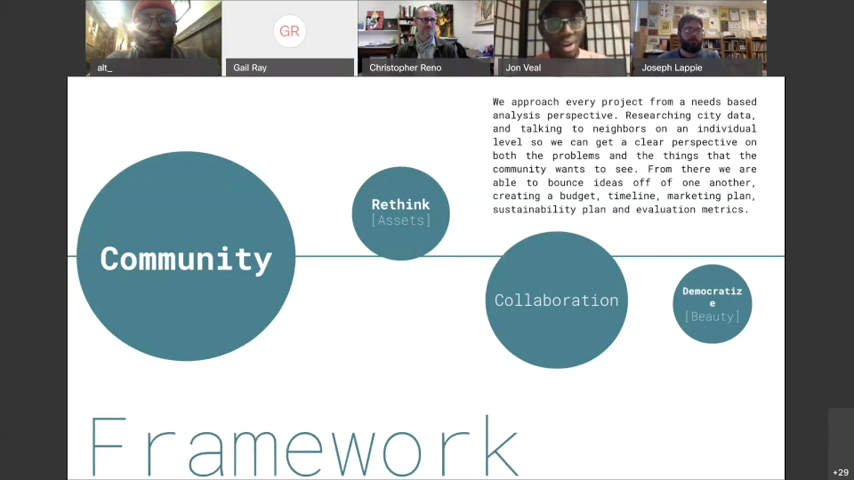 GR
alt_
Gail Ray
Christopher Reno
Jon Veal
Joseph Lappie
We approach every project from a needs based
analysis perspective. Researching city data,
and talking to neighbors on an individual
level so we can get a clear perspective on
both the problems and the things that the
community wants to see. From there we are
able to bounce ideas off of one another,
creating a budget, timeline, marketing plan,
sustainability plan and evaluation metrics.
Rethink
[Assets]
Community
Collaboration
Democratiz
e
[Beauty]
Framework
+29